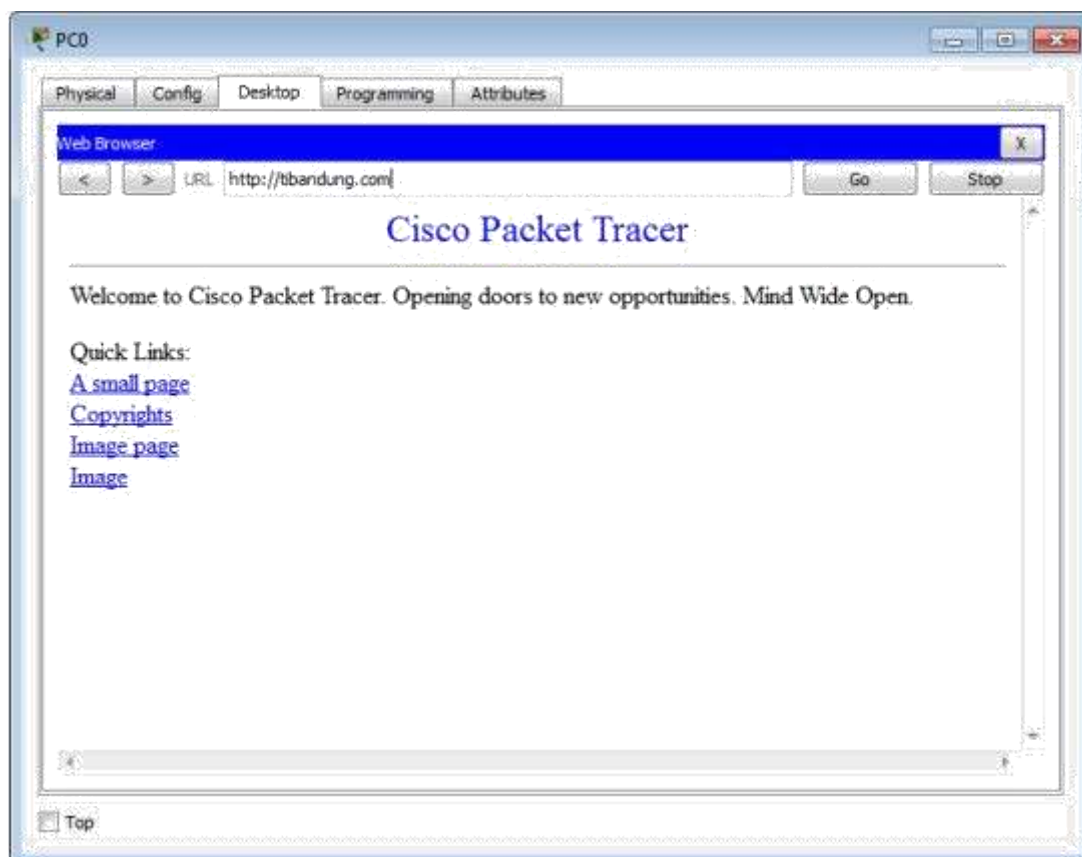 PC0
Physical Config Desktop Programming Attributes
Web Browser X
< > URL http://tibandung.com Go Stop
Cisco Packet Tracer
Welcome to Cisco Packet Tracer. Opening doors to new opportunities. Mind Wide Open.
Quick Links:
A small page
Copyrights
Image page
Image
Top